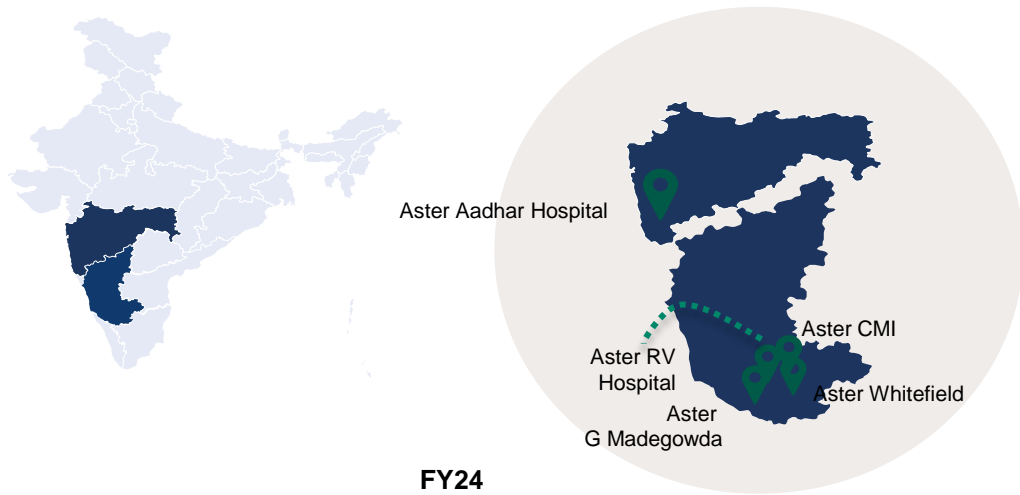 Aster Aadhar Hospital
Aster CMI
Aster RV
Hospital
Aster Whitefield
Aster
G Madegowda
FY24